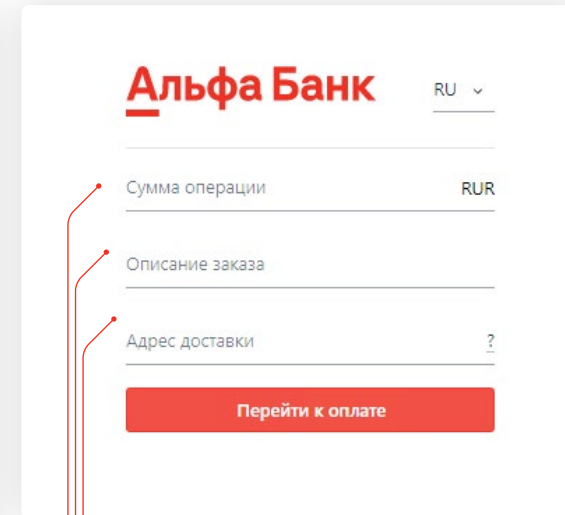 Альфа Банк
RU
Сумма операции RUR
Описание заказа
Адрес доставки ?
Перейти к оплате